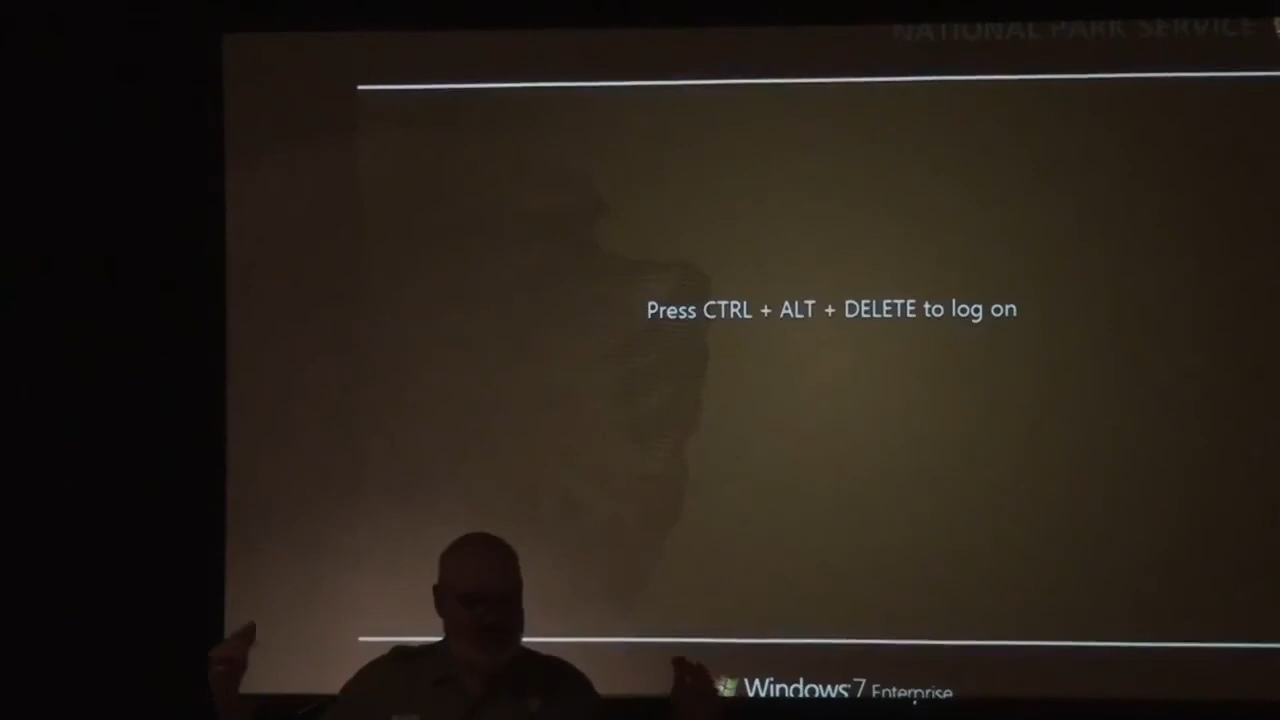 NATIONAL PARK SERVICE
Press CTRL + ALT + DELETE to log on
Windows 7 Enterprise